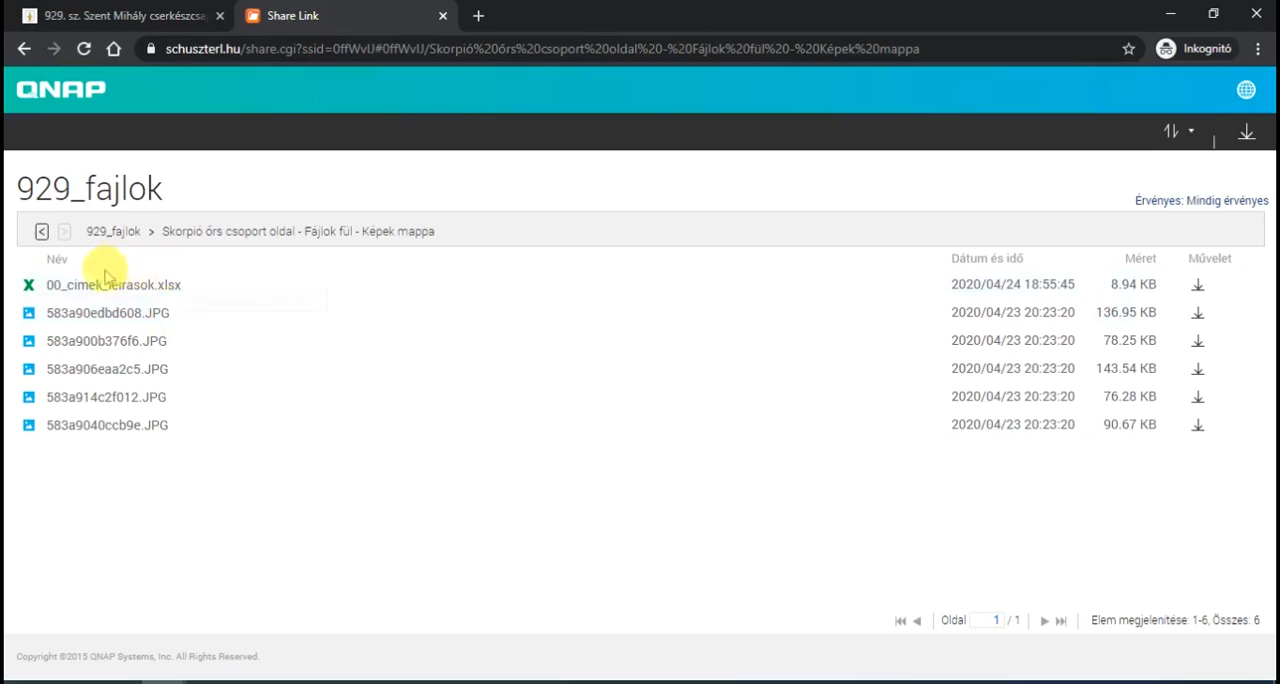 929. sz. Szent Mihály cserkészcsa
Share Link
schusterl.hu/share.cgi?ssid=0ffWvIJ#0ffWvIJ/Skorpió%20őrs%20csoport%20oldal%20-%20Fájlok%20fül%20-%20Képek%20mappa
Inkognitó
QNAP
929_fajlok
Érvényes: Mindig érvényes
929_fajlok > Skorpió őrs csoport oldal - Fájlok fül - Képek mappa
Név Dátum és idő Méret Művelet
00_cimek_leirasok.xlsx 2020/04/24 18:55:45 8.94 KB
583a90edbd608.JPG 2020/04/23 20:23:20 136.95 KB
583a900b376f6.JPG 2020/04/23 20:23:20 78.25 KB
583a906eaa2c5.JPG 2020/04/23 20:23:20 143.54 KB
583a914c2f012.JPG 2020/04/23 20:23:20 76.28 KB
583a9040ccb9e.JPG 2020/04/23 20:23:20 90.67 KB
Oldal 1 / 1 Elem megjelenítése: 1-6, Összes: 6
Copyright ©2015 QNAP Systems, Inc. All Rights Reserved.